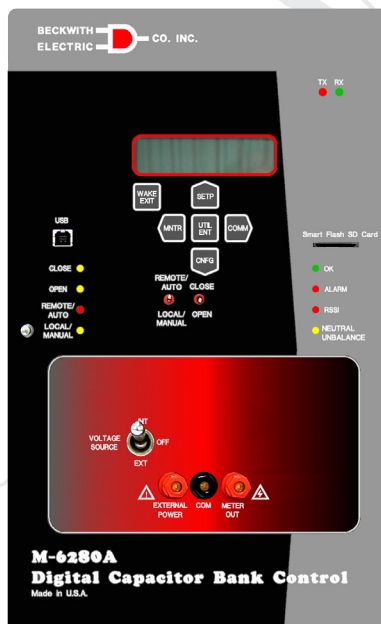 BECKWITH
ELECTRIC
CO. INC.
TX RX
WAKE
EXIT
SETP
MNTR
UTIL
ENT
COMM
CNFG
USB
Smart Flash SD Card
CLOSE
OPEN
REMOTE/
AUTO
LOCAL/
MANUAL
REMOTE/
AUTO
CLOSE
LOCAL/
MANUAL
OPEN
OK
ALARM
RSSI
NEUTRAL
UNBALANCE
INT
VOLTAGE
SOURCE
OFF
EXT
EXTERNAL
POWER
COM
METER
OUT
M-6280A
Digital Capacitor Bank Control
Made in U.S.A.